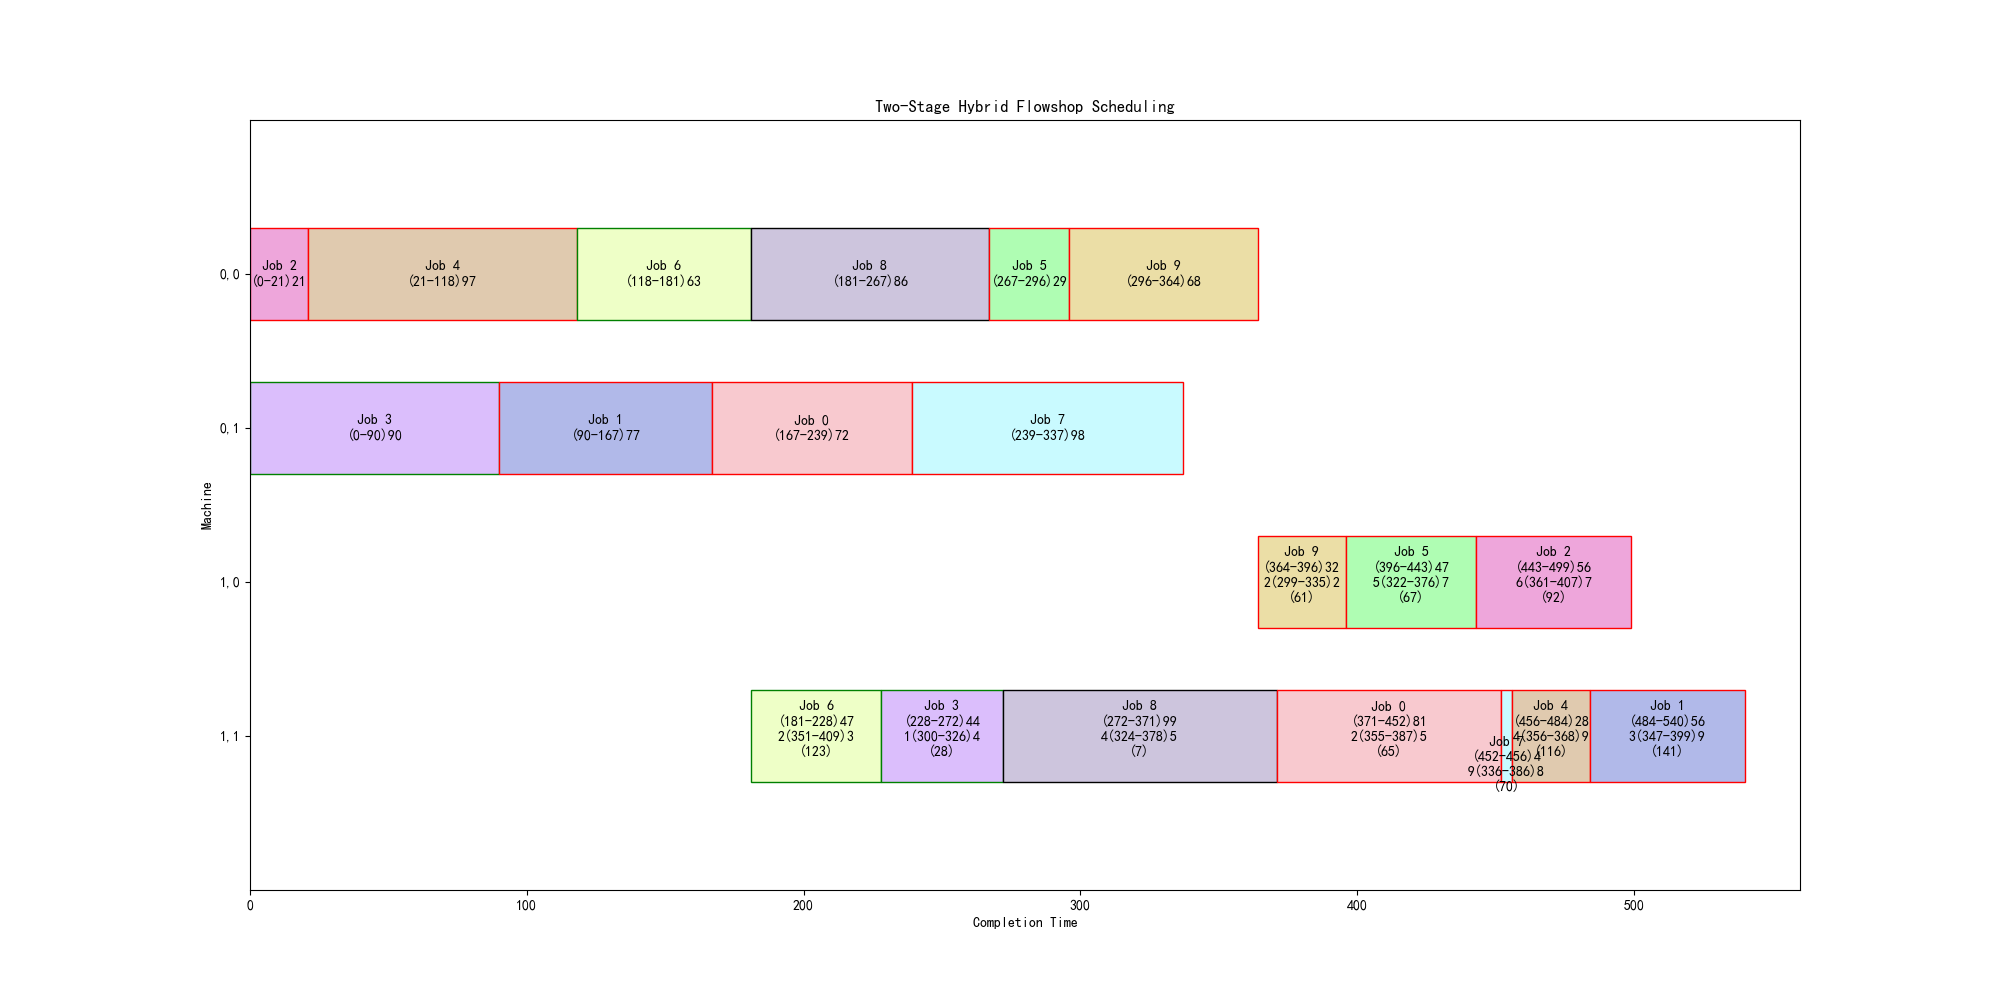 Two-Stage Hybrid Flowshop Scheduling
Machine
0,0
Job 2
(0-21)21
Job 4
(21-118)97
Job 6
(118-181)63
Job 8
(181-267)86
Job 5
(267-296)29
Job 9
(296-364)68
0,1
Job 3
(0-90)90
Job 1
(90-167)77
Job 0
(167-239)72
Job 7
(239-337)98
1,0
Job 9
(364-396)32
2(299-335)2
(61)
Job 5
(396-443)47
5(322-376)7
(67)
Job 2
(443-499)56
6(361-407)7
(92)
1,1
Job 6
(181-228)47
2(351-409)3
(123)
Job 3
(228-272)44
1(300-326)4
(28)
Job 8
(272-371)99
4(324-378)5
(7)
Job 0
(371-452)81
2(355-387)5
(65)
Job 7
(452-456)4
9(336-386)8
(70)
Job 4
(456-484)28
4(356-368)9
(116)
Job 1
(484-540)56
3(347-399)9
(141)
0
100
200
300
400
500
Completion Time